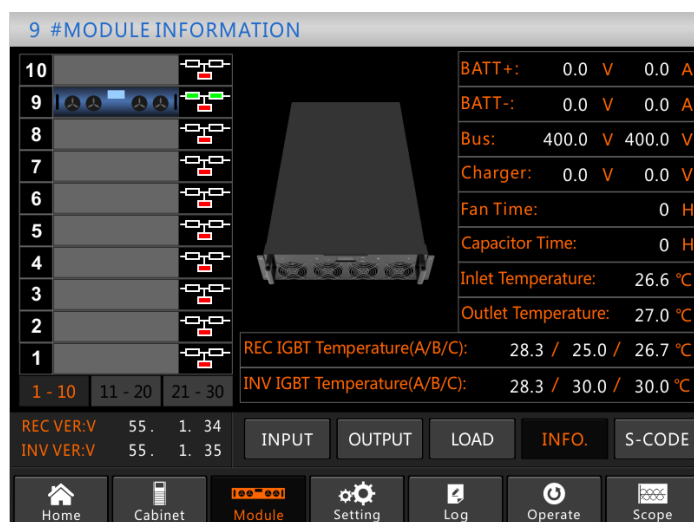 9 #MODULE INFORMATION
10
9
8
7
6
5
4
3
2
1
1 - 10 11 - 20 21 - 30
BATT+: 0.0 V 0.0 A
BATT-: 0.0 V 0.0 A
Bus: 400.0 V 400.0 V
Charger: 0.0 V 0.0 V
Fan Time: 0 H
Capacitor Time: 0 H
Inlet Temperature: 26.6 ℃
Outlet Temperature: 27.0 ℃
REC IGBT Temperature(A/B/C): 28.3 / 25.0 / 26.7 ℃
INV IGBT Temperature(A/B/C): 28.3 / 30.0 / 30.0 ℃
REC VER:V 55. 1. 34
INV VER:V 55. 1. 35
INPUT OUTPUT LOAD INFO. S-CODE
Home Cabinet Module Setting Log Operate Scope